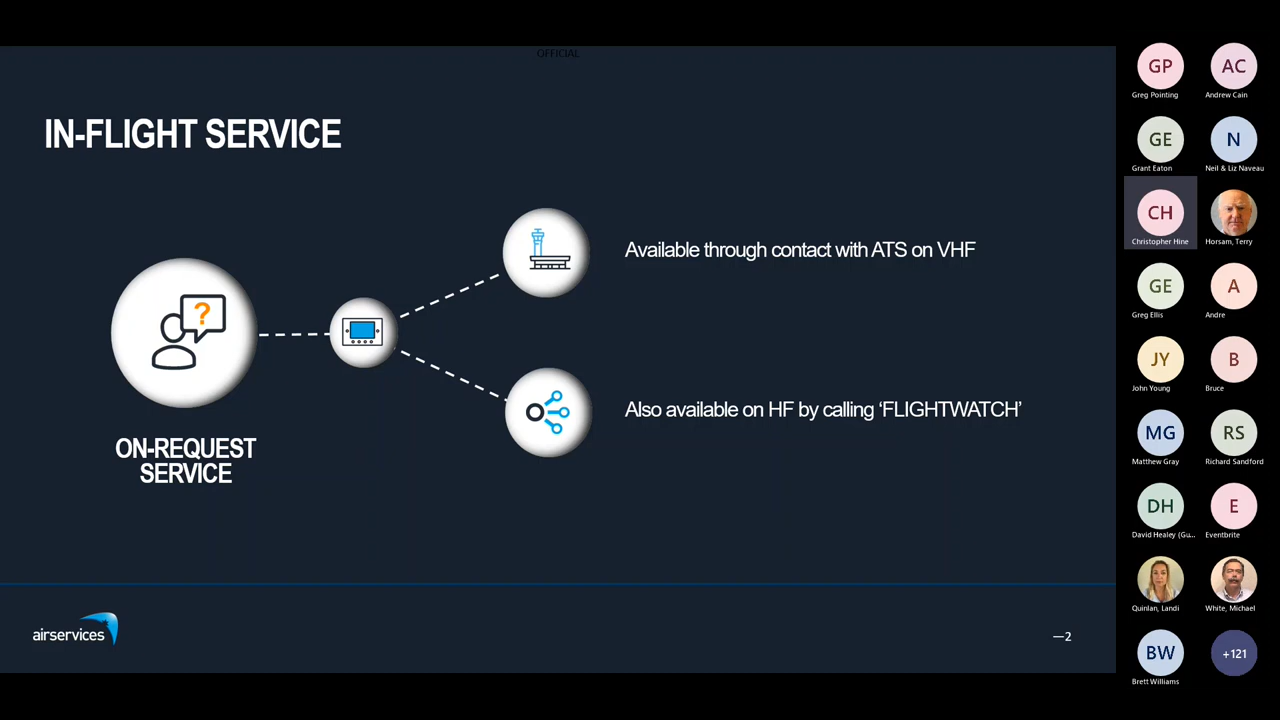 OFFICIAL
IN-FLIGHT SERVICE
?
Available through contact with ATS on VHF
Also available on HF by calling ‘FLIGHTWATCH’
ON-REQUEST
SERVICE
airservices
—2
GP
Greg Pointing
AC
Andrew Cain
GE
Grant Eaton
N
Neil & Liz Naveau
CH
Christopher Hine
Horsam, Terry
GE
Greg Ellis
A
Andre
JY
John Young
B
Bruce
MG
Matthew Gray
RS
Richard Sandford
DH
David Healey (Gu...
E
Eventbrite
Quinlan, Landi
White, Michael
BW
Brett Williams
+121